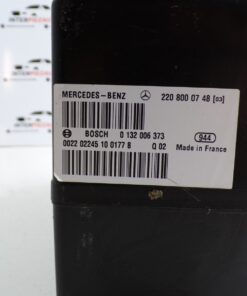 MERCEDES-BENZ 220 800 07 48 [03]
BOSCH 0 132 006 373
944
0022 02245 10 0177 8 Q 02
Made in France